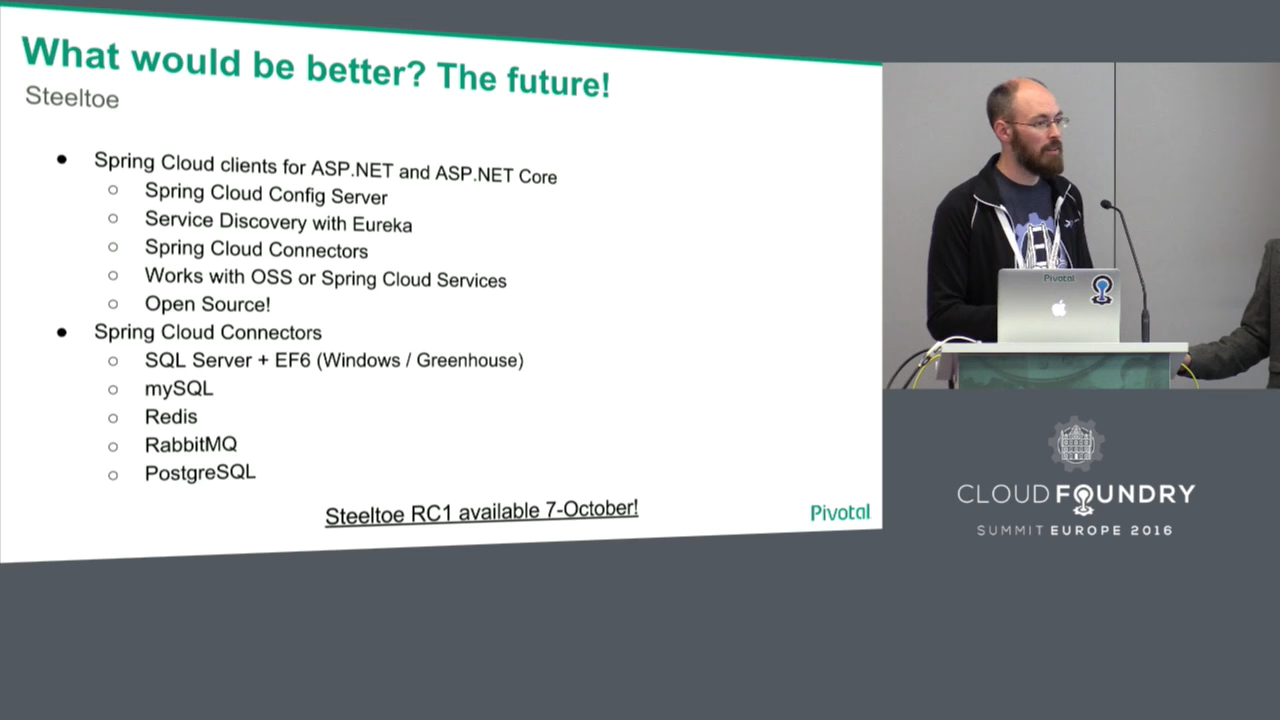 What would be better? The future!
Steeltoe
Spring Cloud clients for ASP.NET and ASP.NET Core
Spring Cloud Config Server
Service Discovery with Eureka
Spring Cloud Connectors
Works with OSS or Spring Cloud Services
Open Source!
Spring Cloud Connectors
SQL Server + EF6 (Windows / Greenhouse)
mySQL
Redis
RabbitMQ
PostgreSQL
Steeltoe RC1 available 7-October!
Pivotal
Pivotal
CLOUD FOUNDRY
SUMMIT EUROPE 2016